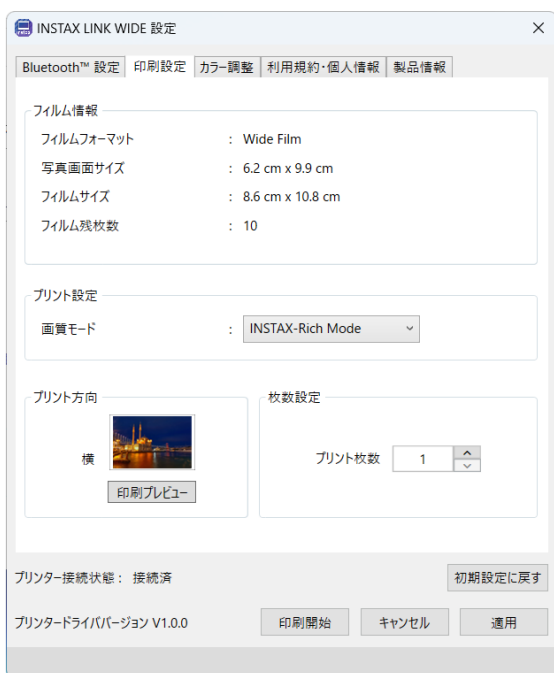 INSTAX LINK WIDE 設定
Bluetooth™ 設定 印刷設定 カラー調整 利用規約・個人情報 製品情報
フィルム情報
フィルムフォーマット : Wide Film
写真画面サイズ : 6.2 cm x 9.9 cm
フィルムサイズ : 8.6 cm x 10.8 cm
フィルム残枚数 : 10
プリント設定
画質モード : INSTAX-Rich Mode
プリント方向
横
印刷プレビュー
枚数設定
プリント枚数 1
プリンター接続状態 : 接続済
初期設定に戻す
プリンタードライババージョン V1.0.0
印刷開始 キャンセル 適用